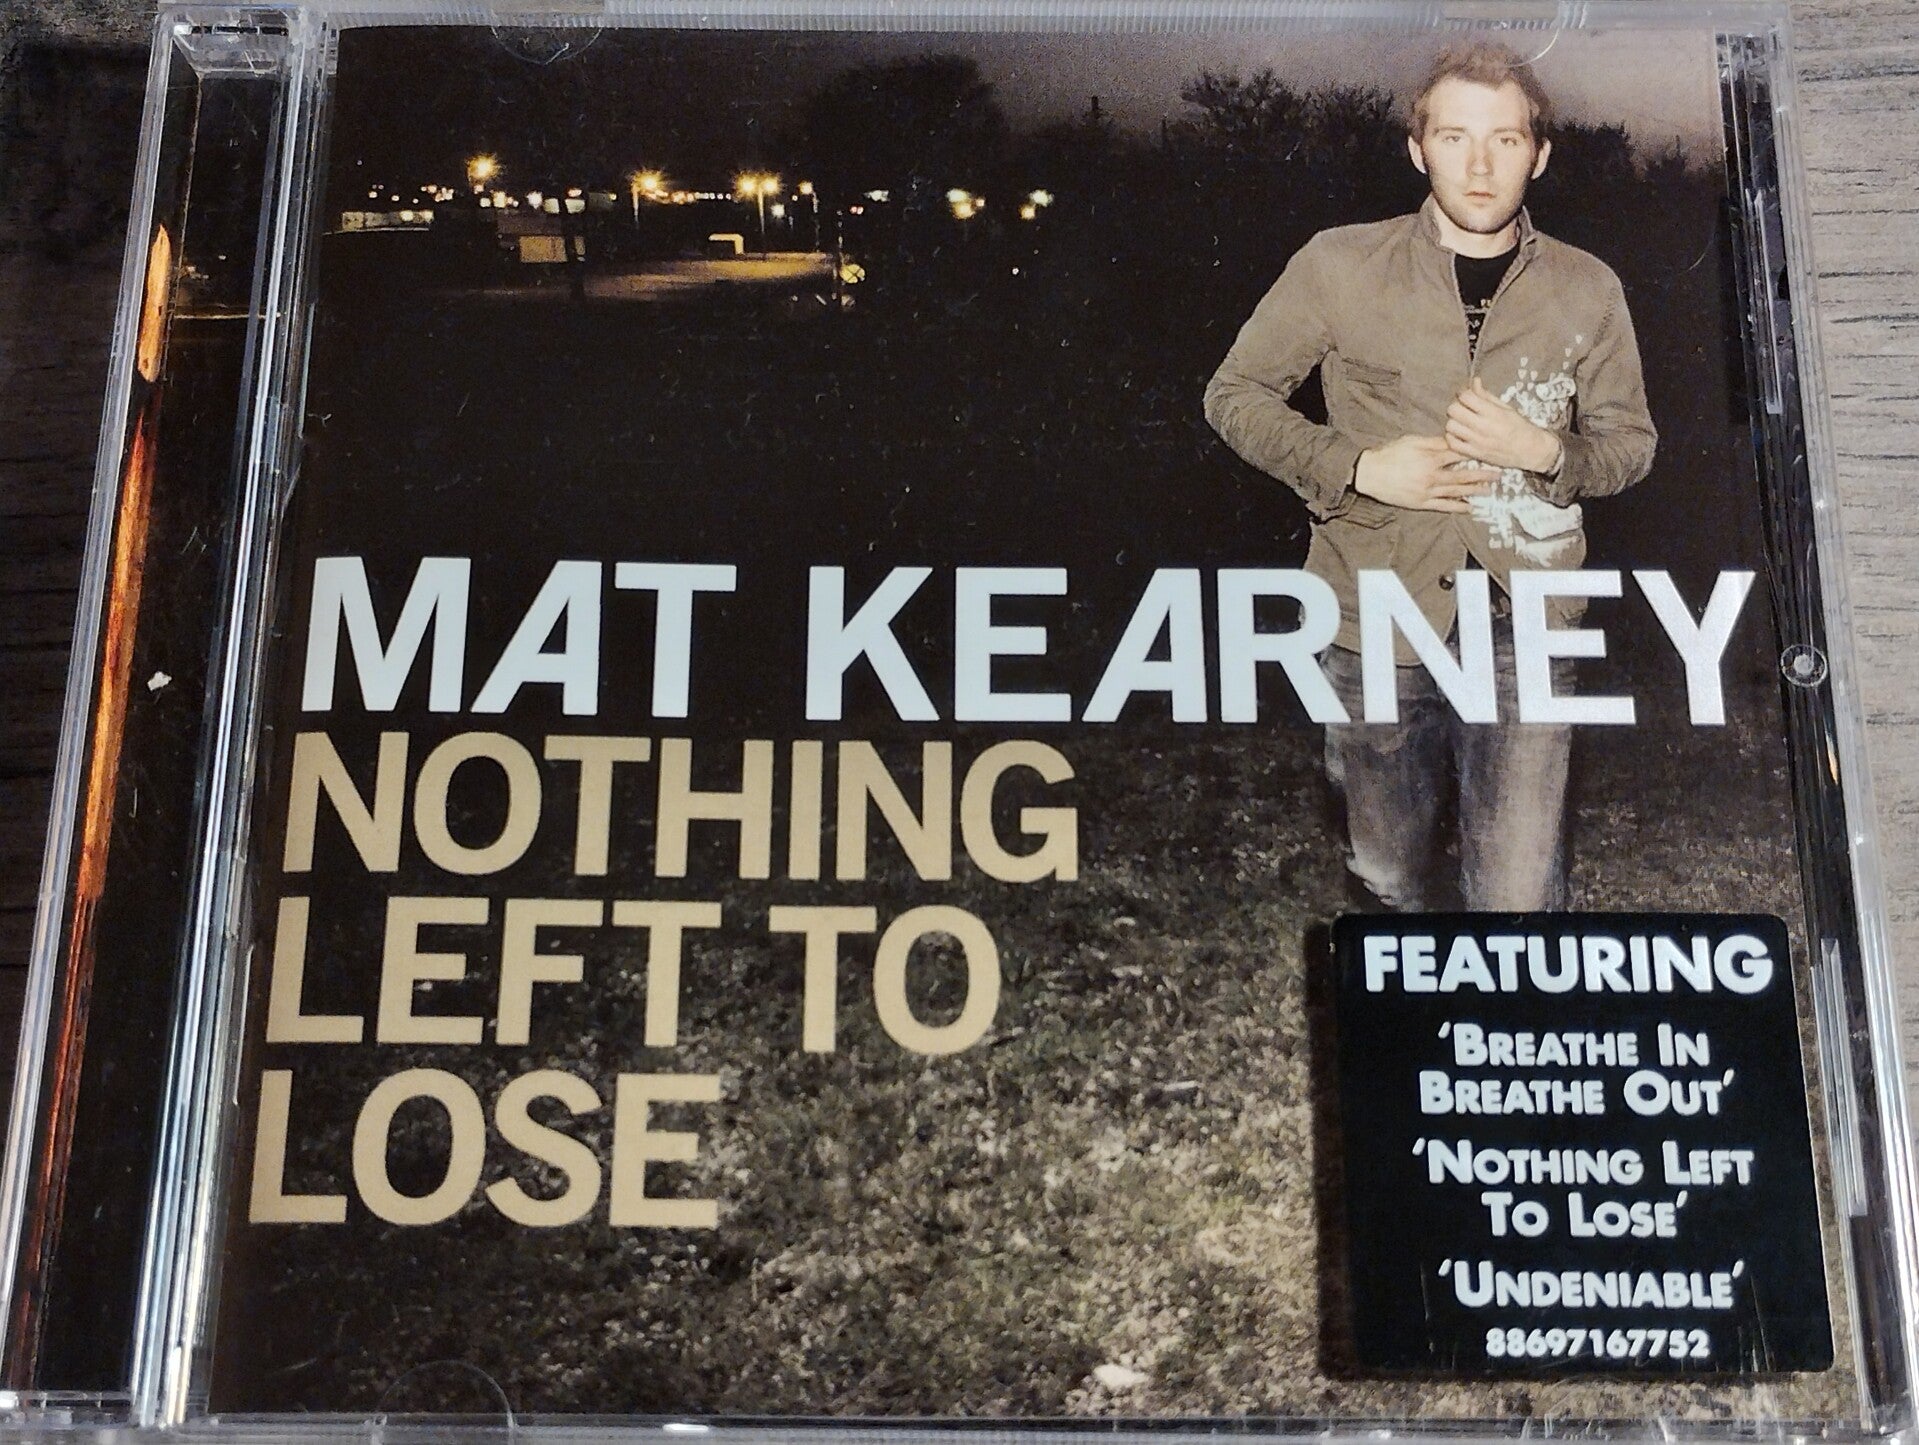 MAT KEARNEY
NOTHING
LEFT TO
LOSE
FEATURING
'BREATHE IN
BREATHE OUT'
'NOTHING LEFT
TO LOSE'
'UNDENIABLE'
88697167752